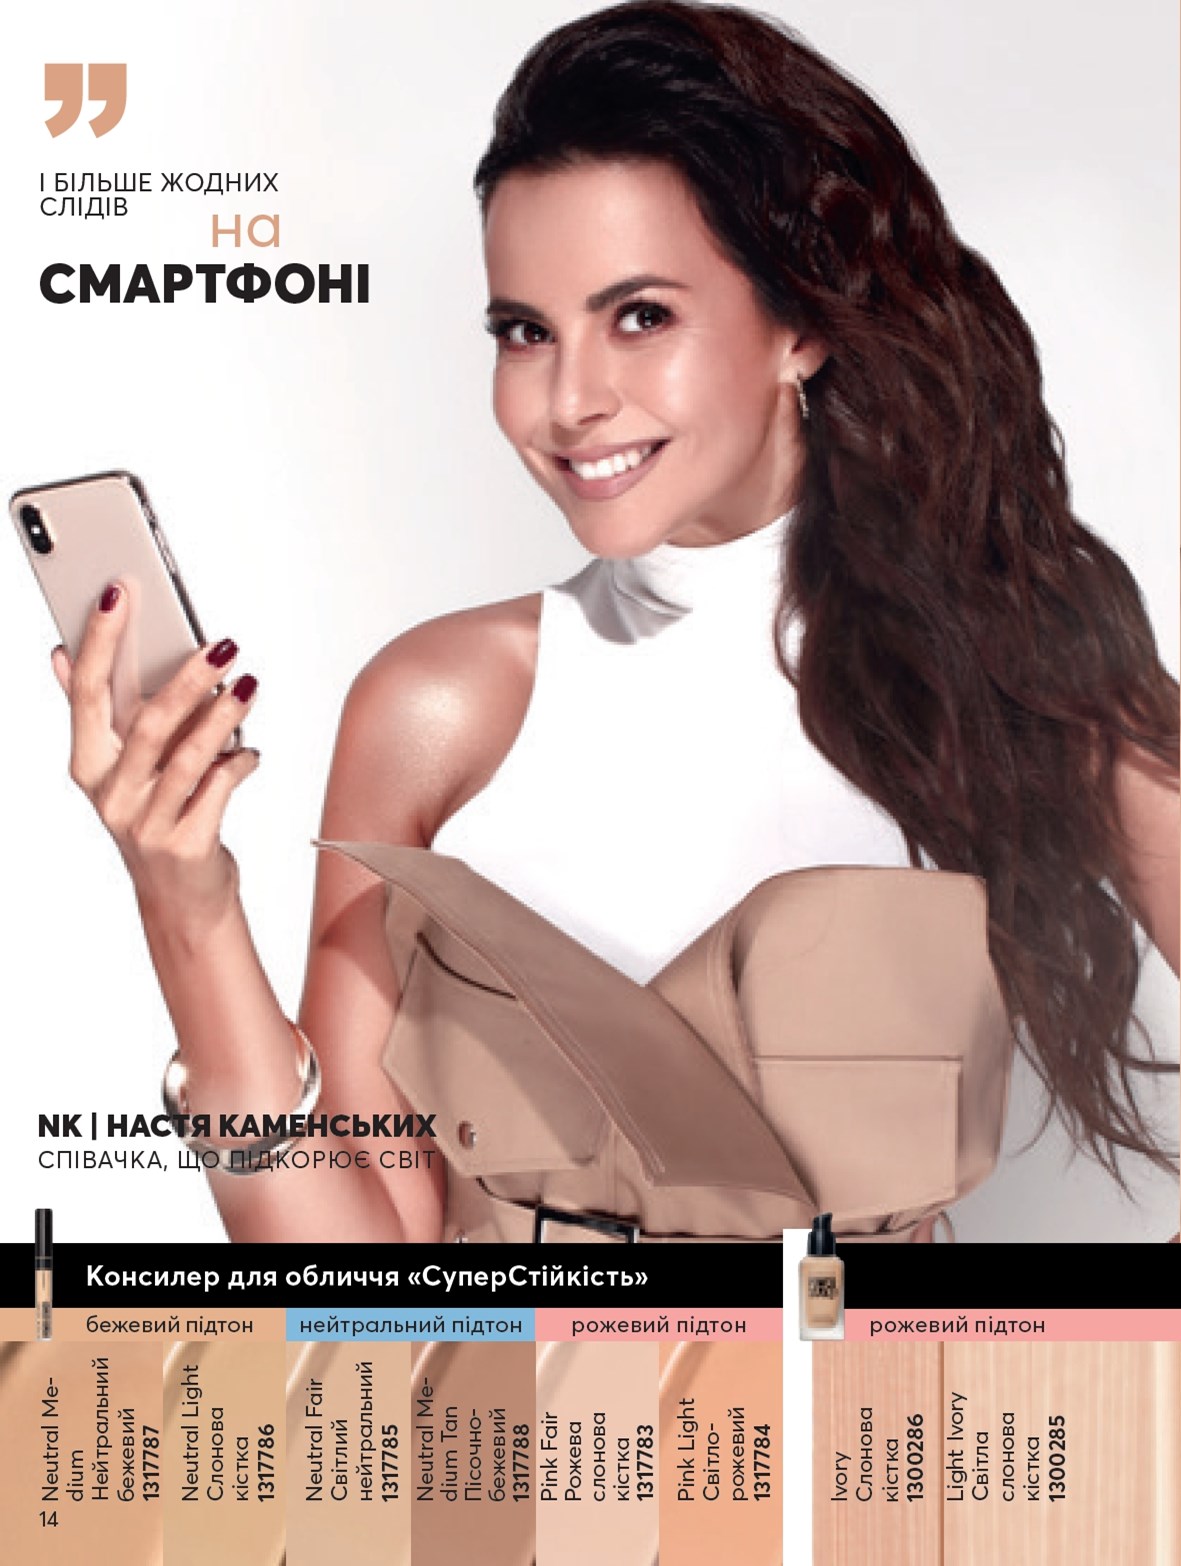 І БІЛЬШЕ ЖОДНИХ
СЛІДІВ
на
СМАРТФОНІ
NK | НАСТЯ КАМЕНСЬКИХ
СПІВАЧКА, ЩО ПІДКОРЮЄ СВІТ
Консилер для обличчя «СуперСтійкість»
бежевий підтон
нейтральний підтон
рожевий підтон
рожевий підтон
Neutral Me-
dium
Нейтральний
бежевий
1317787
Neutral Light
Слонова
кістка
1317786
Neutral Fair
Світлий
нейтральний
1317785
Neutral Me-
dium Tan
Пісочно-
бежевий
1317788
Pink Fair
Рожева
слонова
кістка
1317783
Pink Light
Світло-
рожевий
1317784
Ivory
Слонова
кістка
1300286
Light Ivory
Світла
слонова
кістка
1300285
14